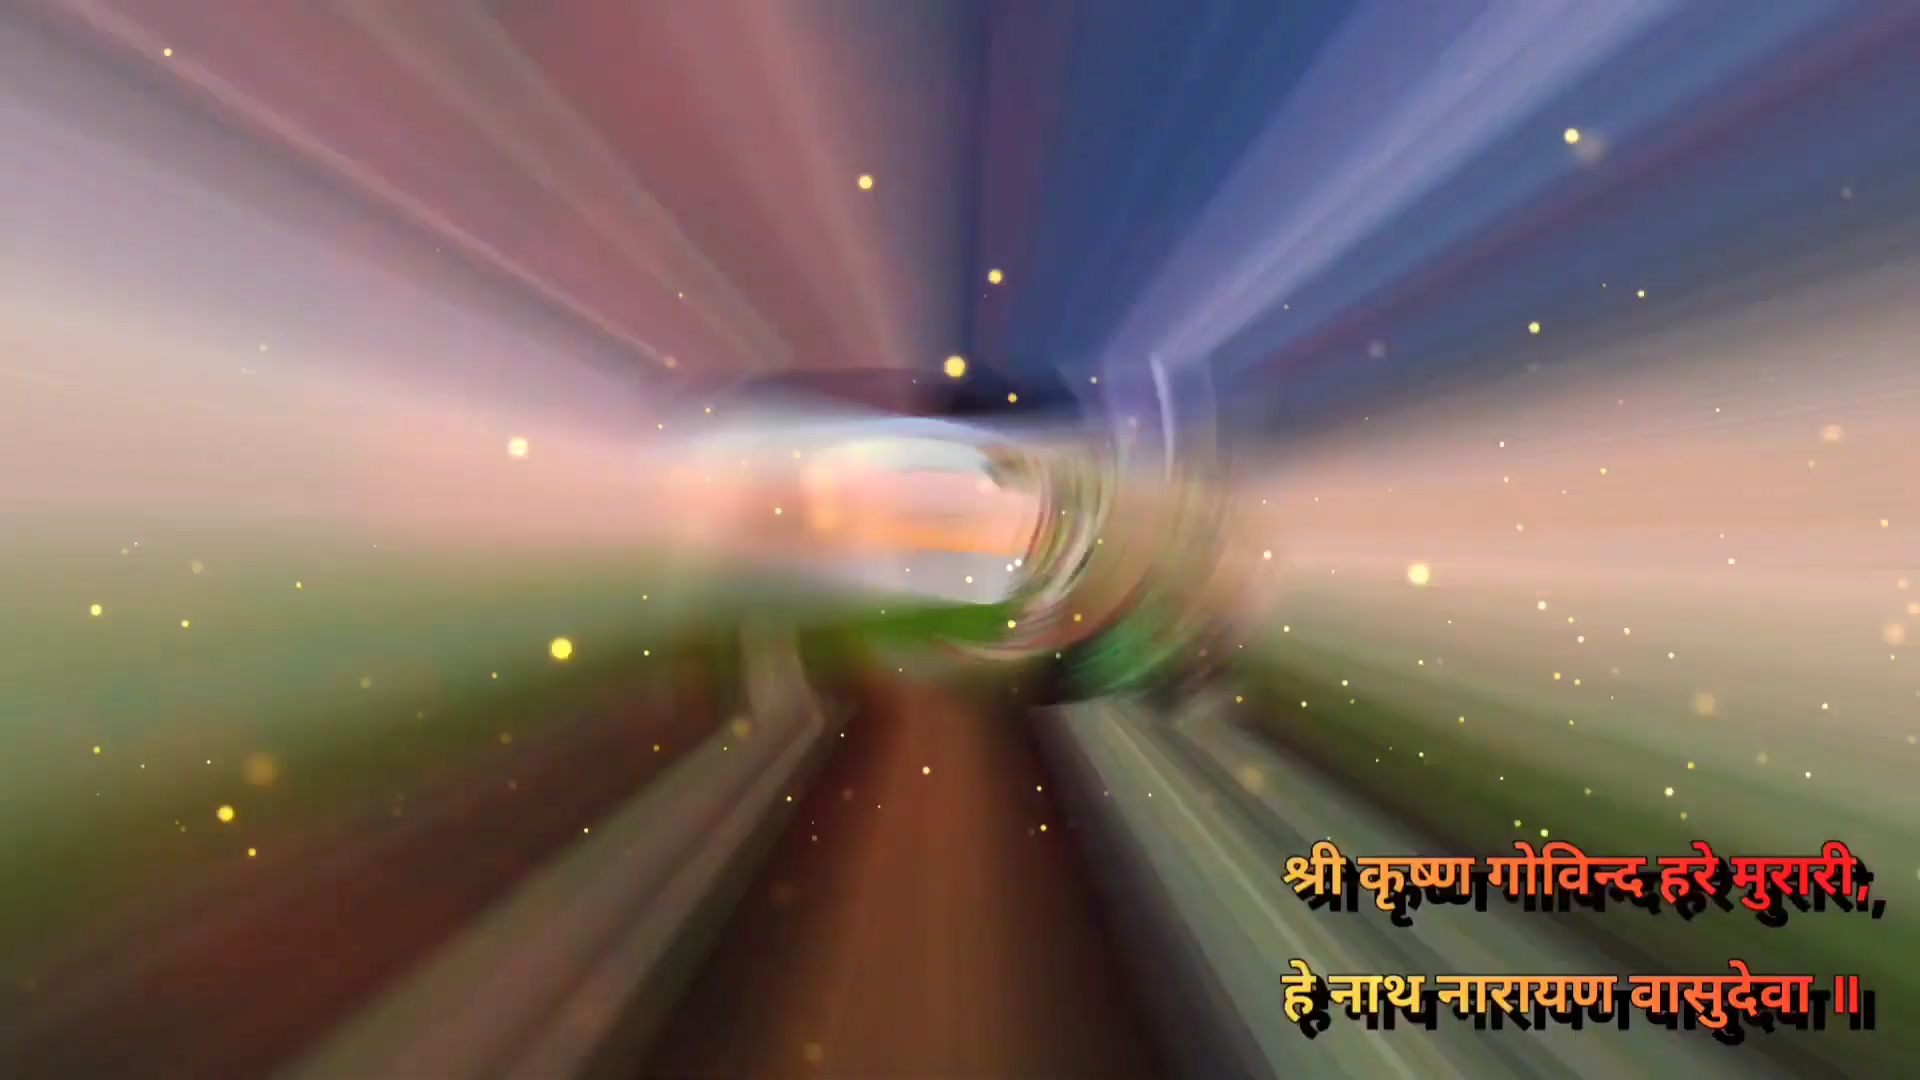 श्री कृष्ण गोविन्द हरे मुरारी,
हे नाथ नारायण वासुदेवा ॥